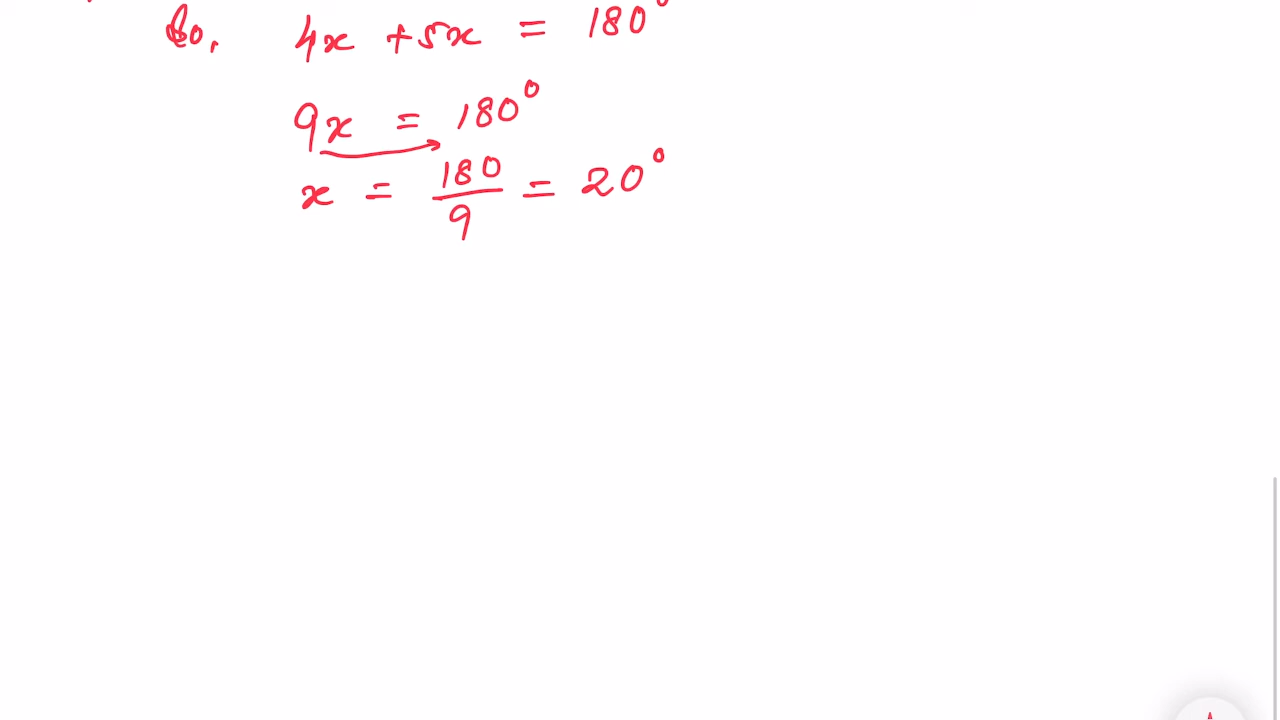 So, 4x + 5x = 180°
9x = 180°
x = 180/9 = 20°